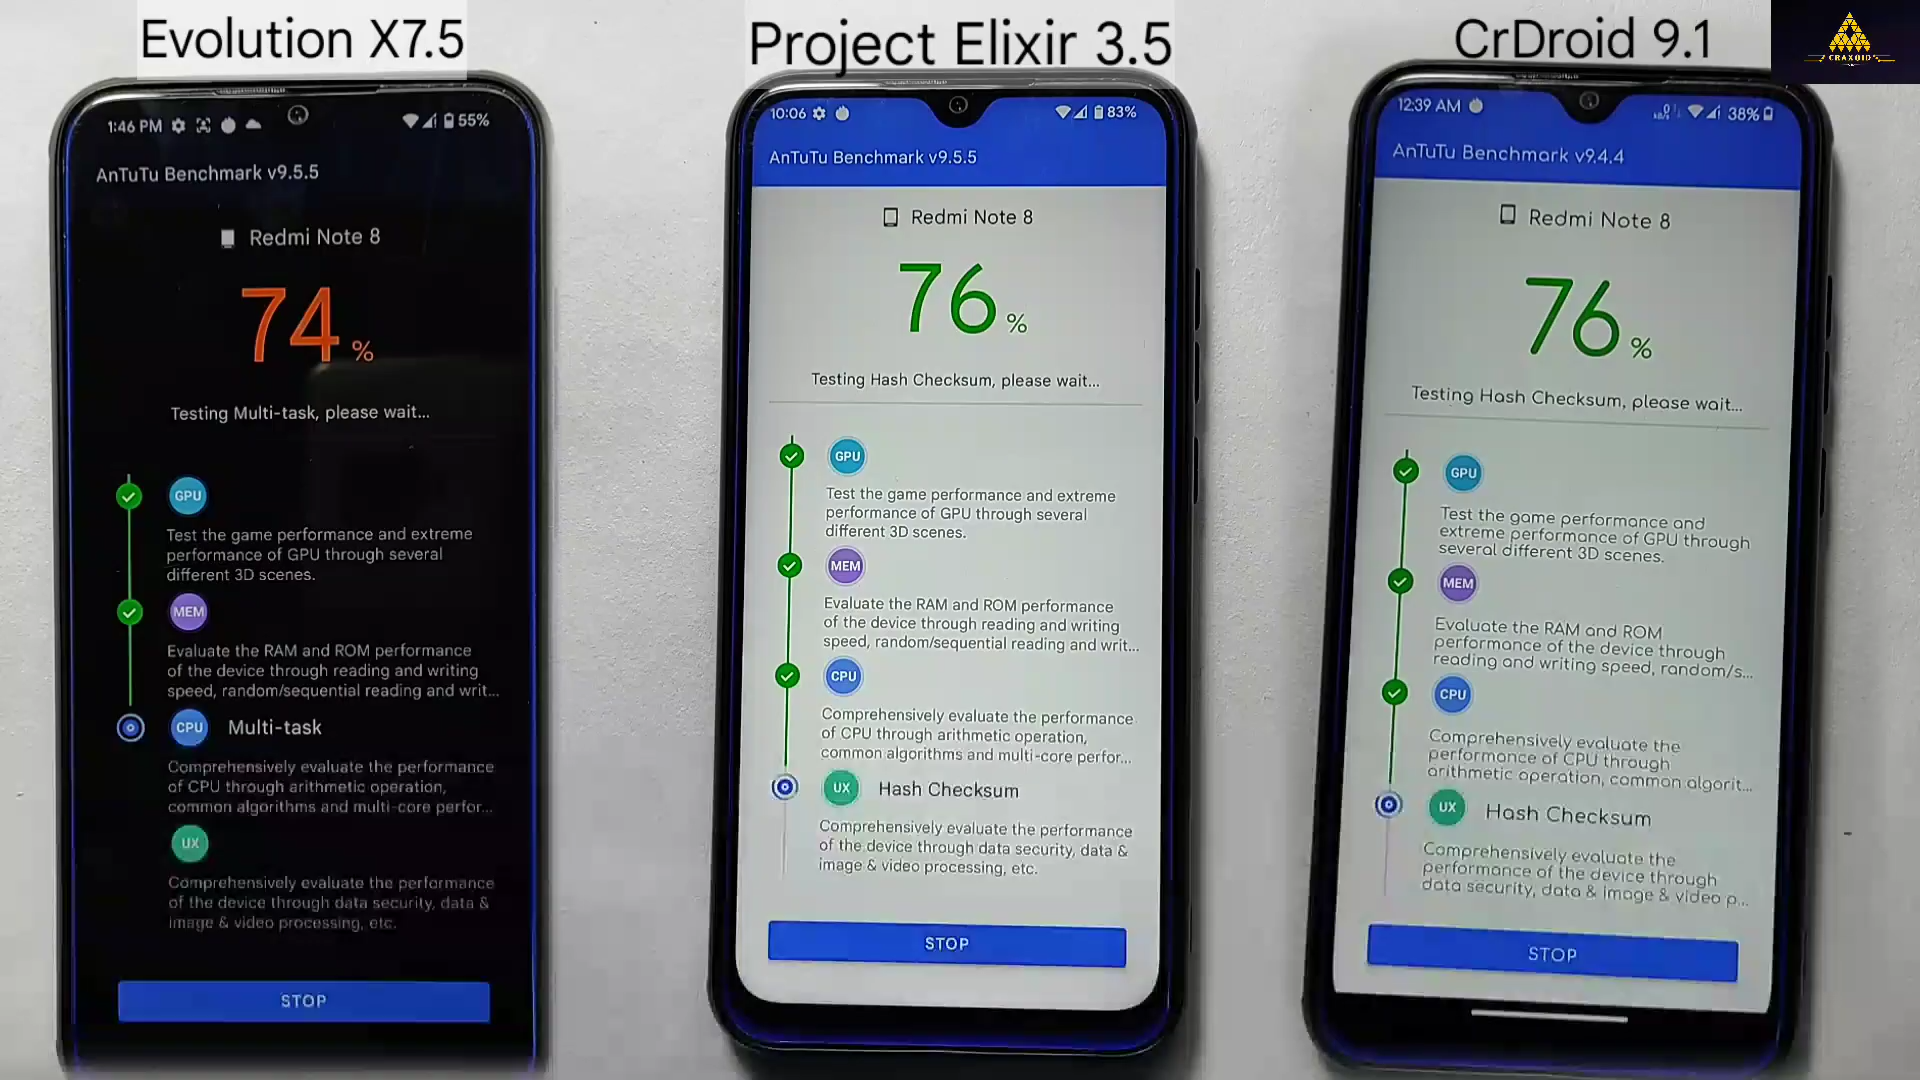 Evolution X7.5
1:46 PM
55%
AnTuTu Benchmark v9.5.5
Redmi Note 8
74 %
Testing Multi-task, please wait...
GPU
Test the game performance and extreme
performance of GPU through several
different 3D scenes.
MEM
Evaluate the RAM and ROM performance
of the device through reading and writing
speed, random/sequential reading and writ...
CPU Multi-task
Comprehensively evaluate the performance
of CPU through arithmetic operation,
common algorithms and multi-core perfor...
UX
Comprehensively evaluate the performance
of the device through data security, data &
image & video processing, etc.
STOP
Project Elixir 3.5
10:06
83%
AnTuTu Benchmark v9.5.5
Redmi Note 8
76 %
Testing Hash Checksum, please wait...
GPU
Test the game performance and extreme
performance of GPU through several
different 3D scenes.
MEM
Evaluate the RAM and ROM performance
of the device through reading and writing
speed, random/sequential reading and writ...
CPU
Comprehensively evaluate the performance
of CPU through arithmetic operation,
common algorithms and multi-core perfor...
UX Hash Checksum
Comprehensively evaluate the performance
of the device through data security, data &
image & video processing, etc.
STOP
CrDroid 9.1
CRAXOID
12:39 AM
38%
AnTuTu Benchmark v9.4.4
Redmi Note 8
76 %
Testing Hash Checksum, please wait...
GPU
Test the game performance and
extreme performance of GPU through
several different 3D scenes.
MEM
Evaluate the RAM and ROM
performance of the device through
reading and writing speed, random/s...
CPU
Comprehensively evaluate the
performance of CPU through
arithmetic operation, common algorit...
UX Hash Checksum
Comprehensively evaluate the
performance of the device through
data security, data & image & video p...
STOP